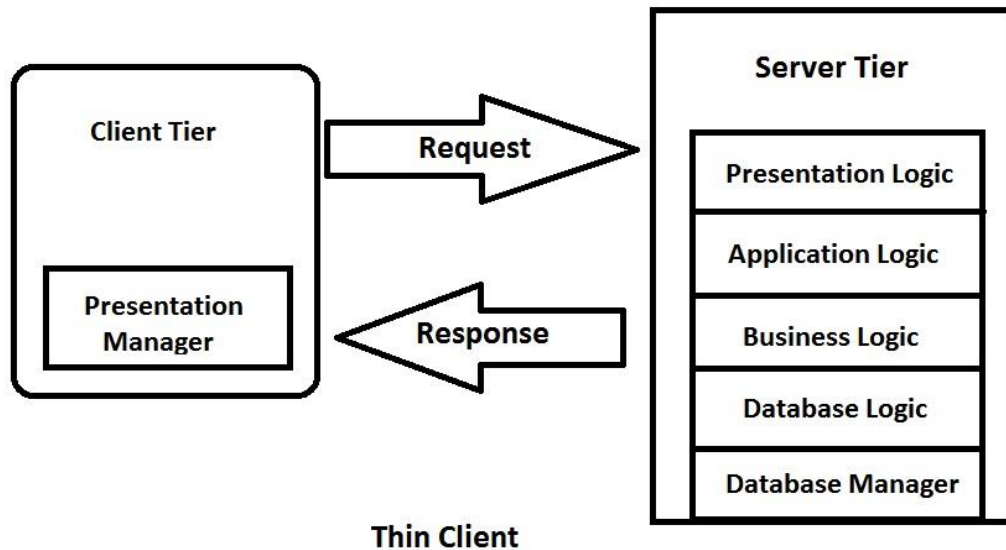 Client Tier
Presentation
Manager
Request
Response
Server Tier
Presentation Logic
Application Logic
Business Logic
Database Logic
Database Manager
Thin Client